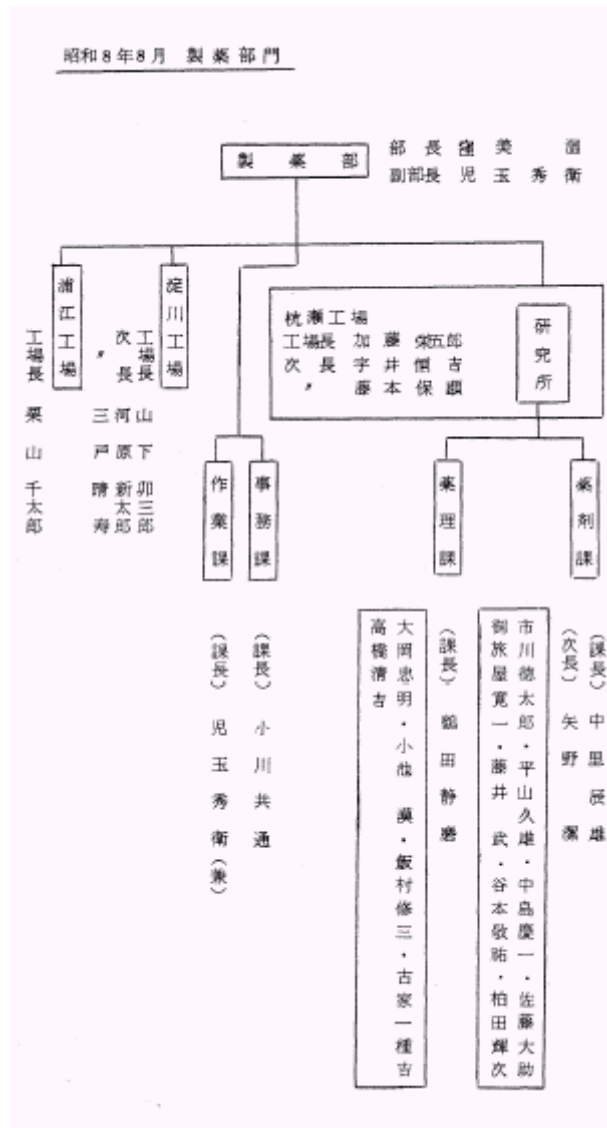 昭和8年8月 製薬部門
製薬部
部長 窪美 温
副部長 児玉秀衛
浦江工場
工場長 栗山千太郎
淀川工場
工場長 山下卯三郎
次長 河原新太郎
〃 三戸晴寿
杭瀬工場
工場長 加藤栄五郎
次長 宇井恒吉
〃 藤本保
研究所
作業課
(課長) 児玉秀衛(兼)
事務課
(課長) 小川共通
薬理課
(課長) 鶴田静磨
大岡忠明・小池 漠・飯村修三・古家一種吉
高橋清吉
薬剤課
(課長) 中里辰雄
(次長) 矢野 潔
市川徳太郎・平山久雄・中島慶一・佐藤大助
御旅屋寛一・藤井 武・谷本敬祐・柏田輝次